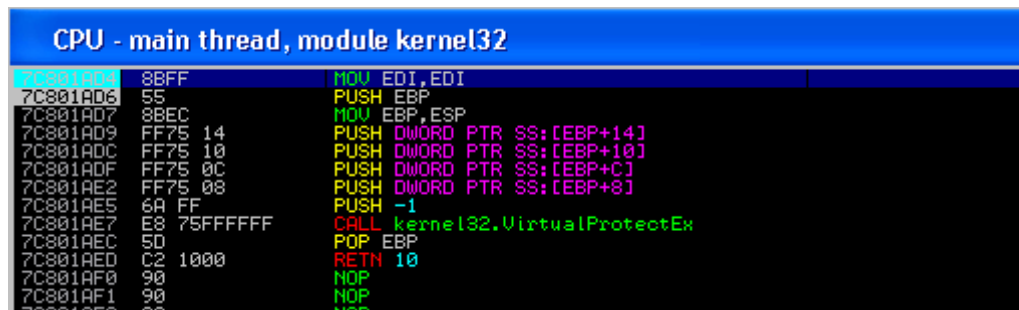 CPU - main thread, module kernel32
7C801AD4 8BFF MOV EDI,EDI
7C801AD6 55 PUSH EBP
7C801AD7 8BEC MOV EBP,ESP
7C801AD9 FF75 14 PUSH DWORD PTR SS:[EBP+14]
7C801ADC FF75 10 PUSH DWORD PTR SS:[EBP+10]
7C801ADF FF75 0C PUSH DWORD PTR SS:[EBP+C]
7C801AE2 FF75 08 PUSH DWORD PTR SS:[EBP+8]
7C801AE5 6A FF PUSH -1
7C801AE7 E8 75FFFFFF CALL kernel32.VirtualProtectEx
7C801AEC 5D POP EBP
7C801AED C2 1000 RETN 10
7C801AF0 90 NOP
7C801AF1 90 NOP